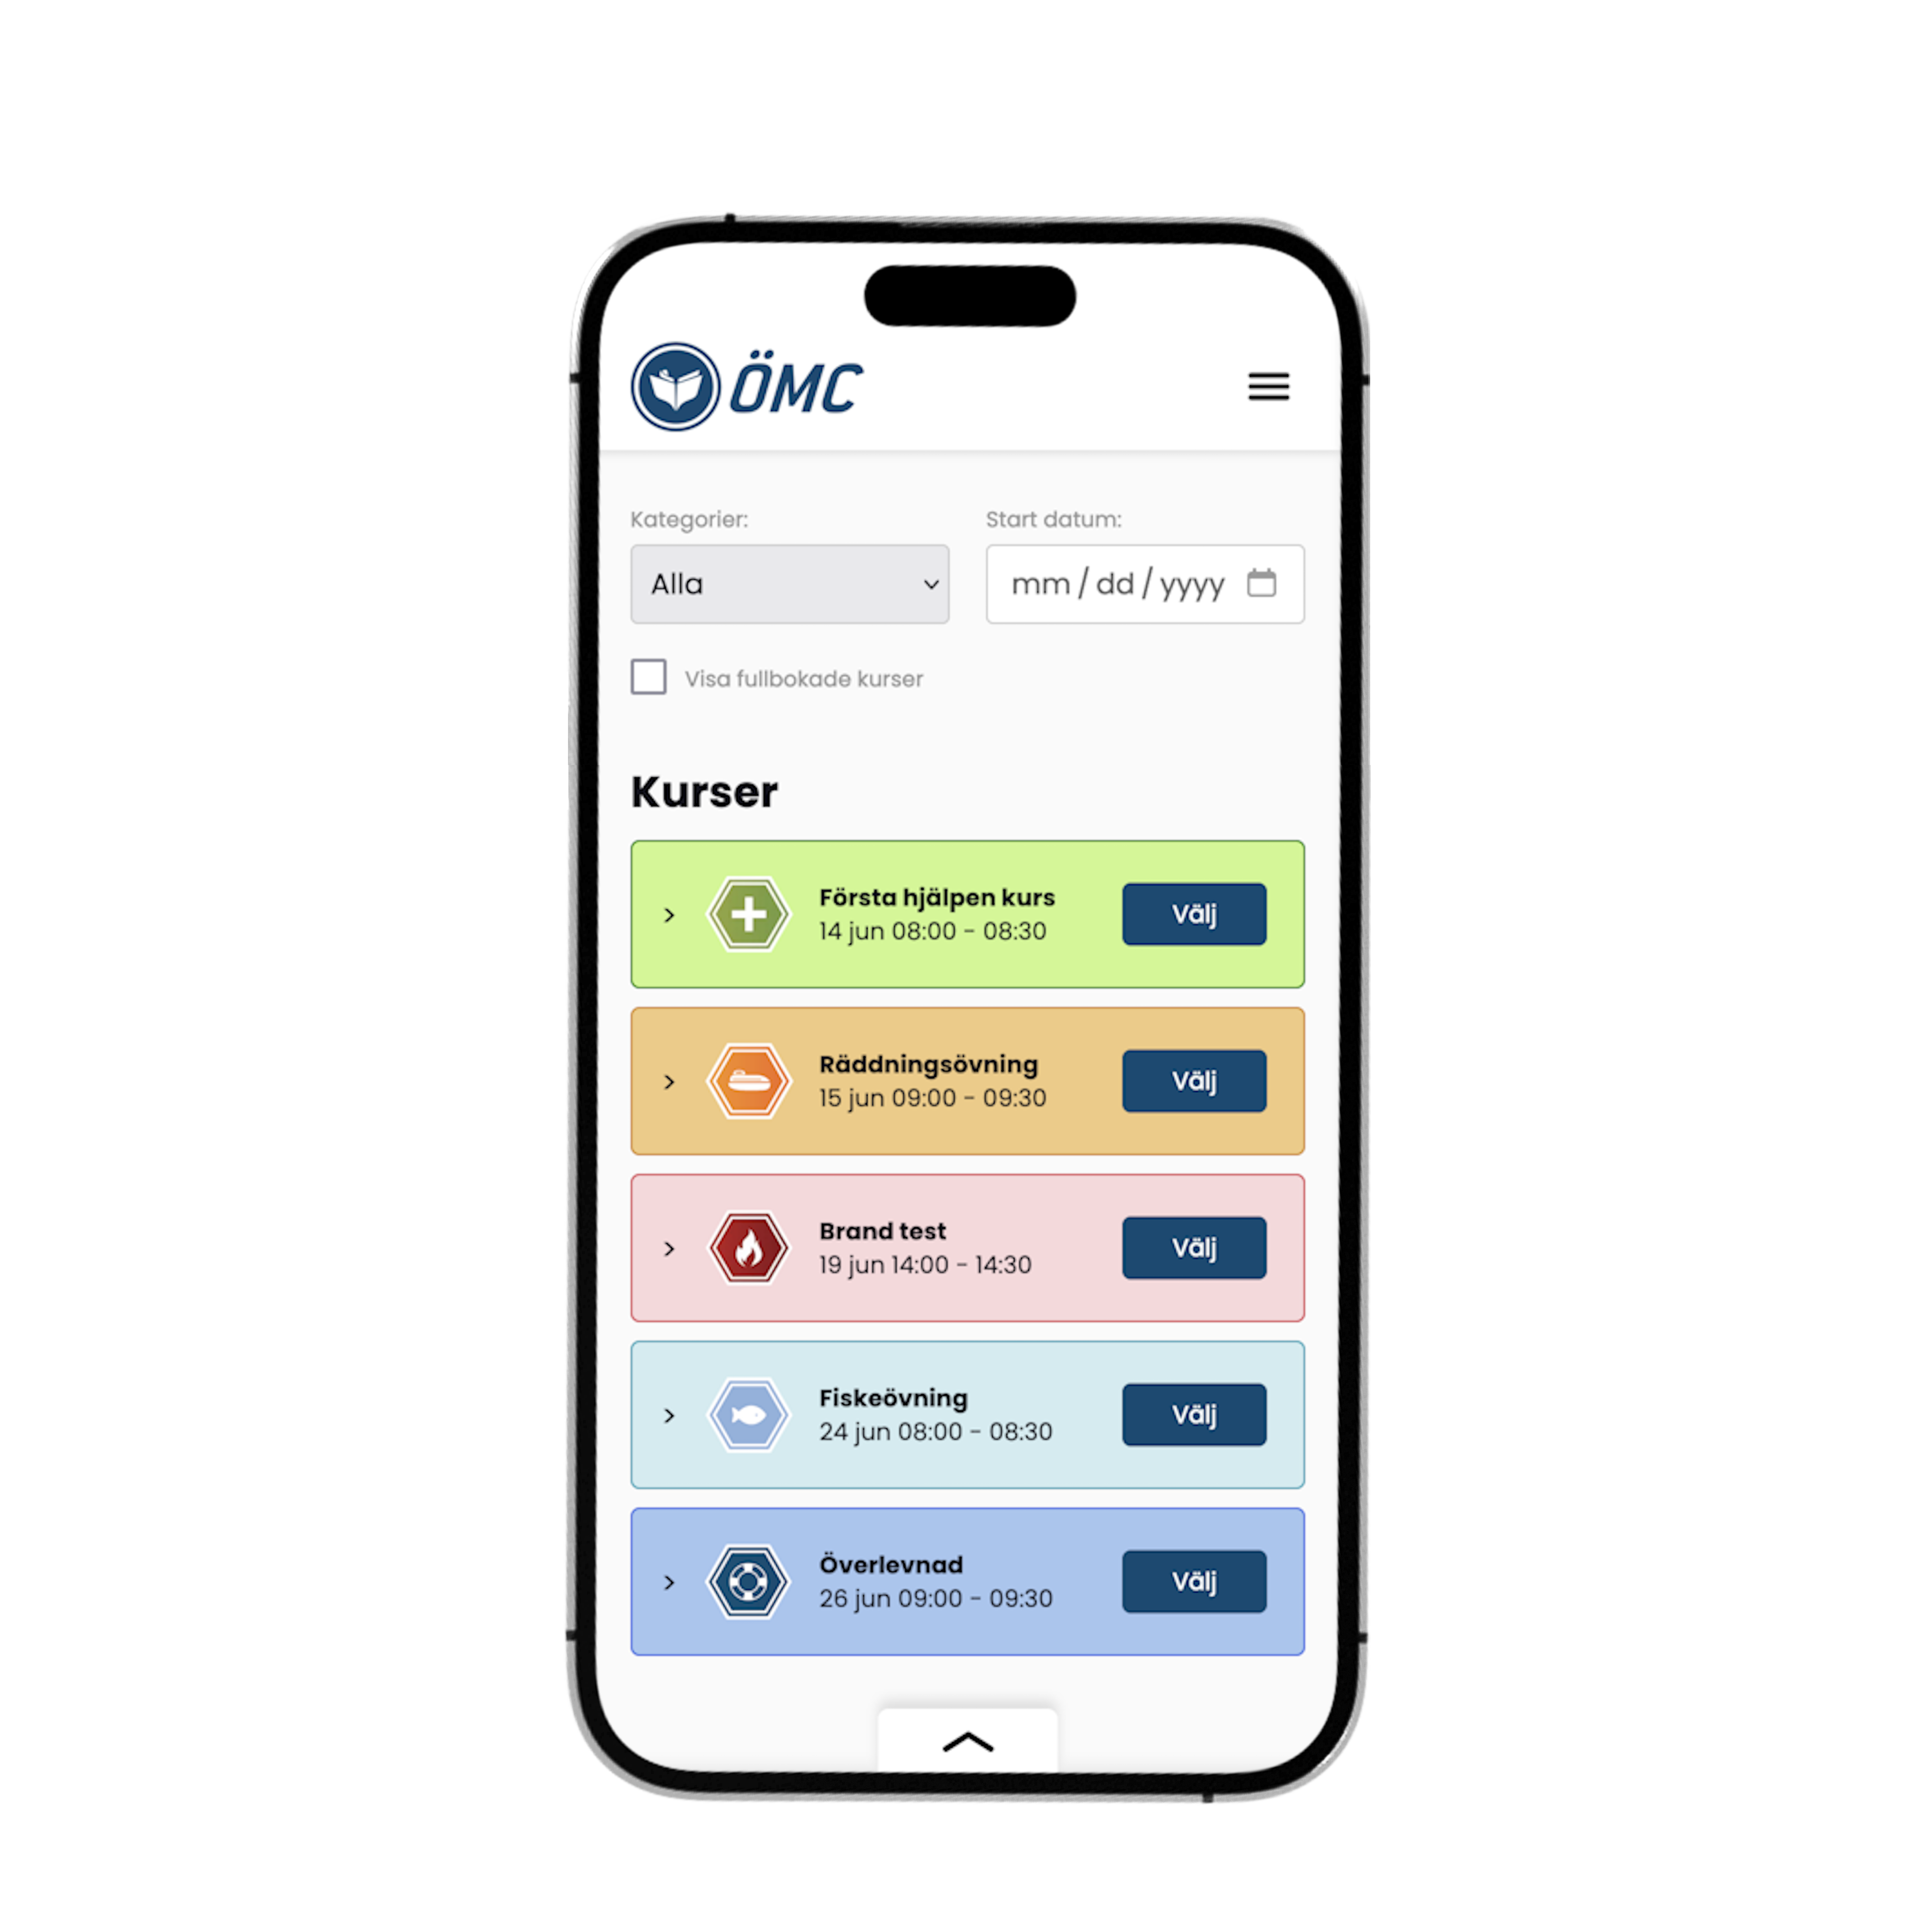 ÖMC
Kategorier:
Start datum:
Alla
mm/dd/yyyy
Visa fullbokade kurser
Kurser
Första hjälpen kurs
14 jun 08:00 - 08:30
Välj
Räddningsövning
15 jun 09:00 - 09:30
Välj
Brand test
19 jun 14:00 - 14:30
Välj
Fiskeövning
24 jun 08:00 - 08:30
Välj
Överlevnad
26 jun 09:00 - 09:30
Välj